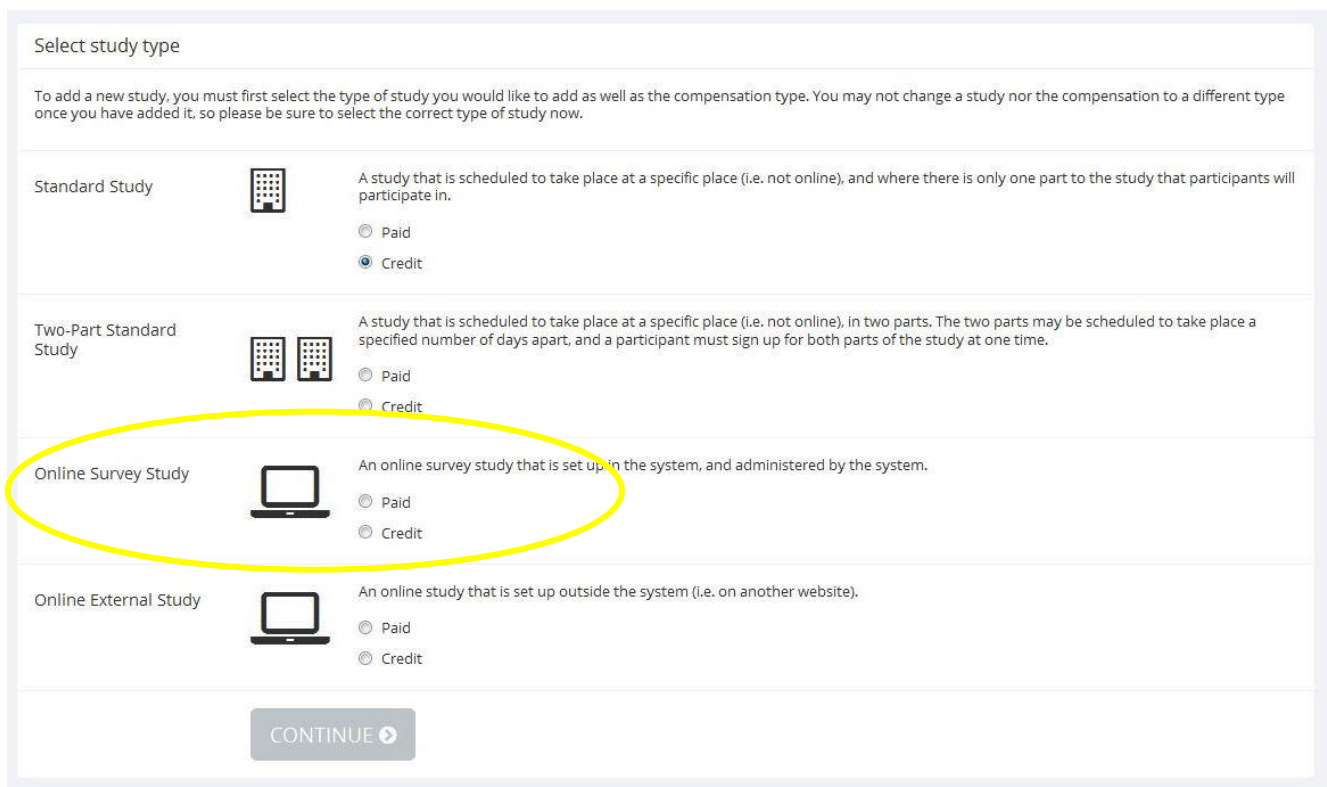 Select study type
To add a new study, you must first select the type of study you would like to add as well as the compensation type. You may not change a study nor the compensation to a different type
once you have added it, so please be sure to select the correct type of study now.
Standard Study
A study that is scheduled to take place at a specific place (i.e. not online), and where there is only one part to the study that participants will
participate in.
Paid
Credit
Two-Part Standard
Study
A study that is scheduled to take place at a specific place (i.e. not online), in two parts. The two parts may be scheduled to take place a
specified number of days apart, and a participant must sign up for both parts of the study at one time.
Paid
Credit
Online Survey Study
An online survey study that is set up in the system, and administered by the system.
Paid
Credit
Online External Study
An online study that is set up outside the system (i.e. on another website).
Paid
Credit
CONTINUE